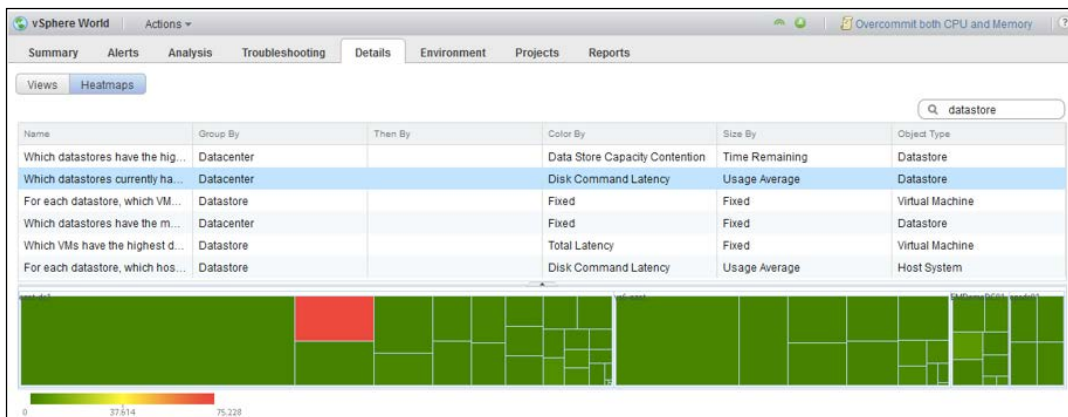 vSphere World Actions Overcommit both CPU and Memory ?
Summary Alerts Analysis Troubleshooting Details Environment Projects Reports
Views Heatmaps
datastore
Name Group By Then By Color By Size By Object Type
Which datastores have the hig... Datacenter Data Store Capacity Contention Time Remaining Datastore
Which datastores currently ha... Datacenter Disk Command Latency Usage Average Datastore
For each datastore, which VM... Datastore Fixed Fixed Virtual Machine
Which datastores have the m... Datacenter Fixed Fixed Datastore
Which VMs have the highest d... Datastore Total Latency Fixed Virtual Machine
For each datastore, which hos... Datastore Disk Command Latency Usage Average Host System
0 37.614 75.228